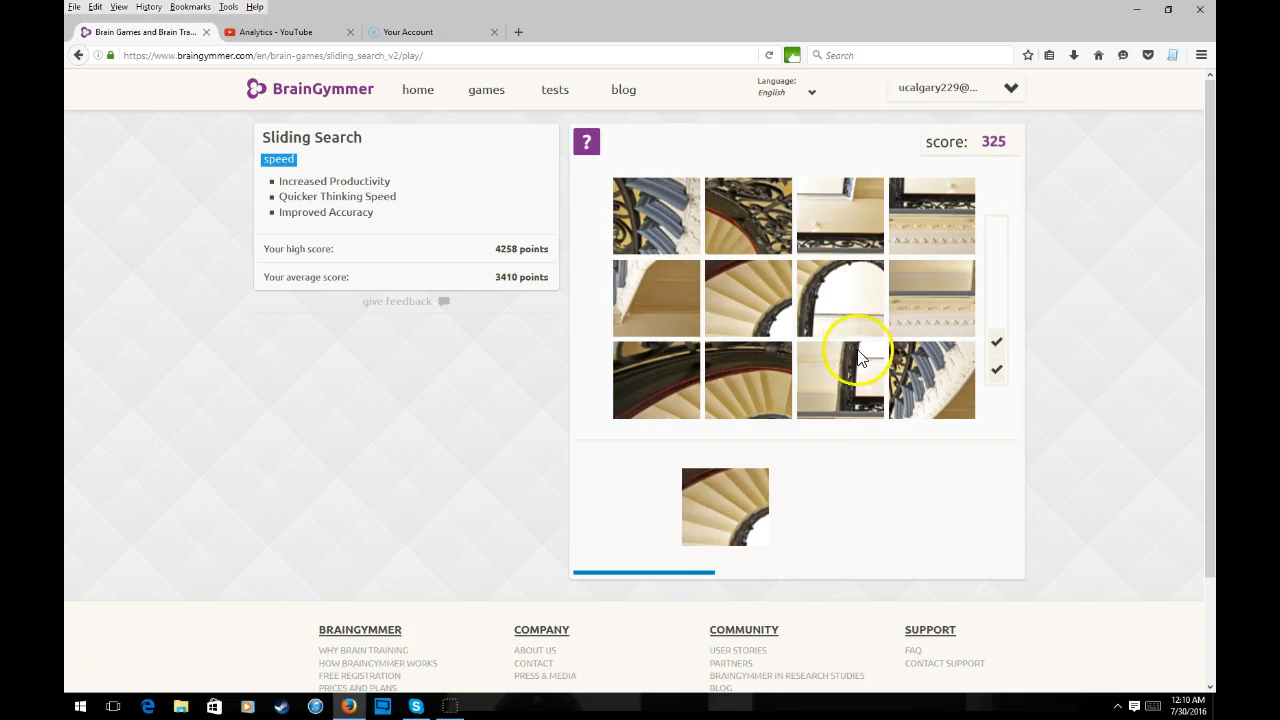 File Edit View History Bookmarks Tools Help
Brain Games and Brain Tra... Analytics - YouTube Your Account
https://www.braingymmer.com/en/brain-games/sliding_search_v2/play/ Search
BrainGymmer home games tests blog Language: English ucalgary229@...
Sliding Search
speed
Increased Productivity
Quicker Thinking Speed
Improved Accuracy
Your high score: 4258 points
Your average score: 3410 points
give feedback
? score: 325
BRAINGYMMER COMPANY COMMUNITY SUPPORT
WHY BRAIN TRAINING ABOUT US USER STORIES FAQ
HOW BRAINGYMMER WORKS CONTACT PARTNERS CONTACT SUPPORT
FREE REGISTRATION PRESS & MEDIA BRAINGYMMER IN RESEARCH STUDIES
PRICES AND PLANS BLOG
12:10 AM
7/30/2016